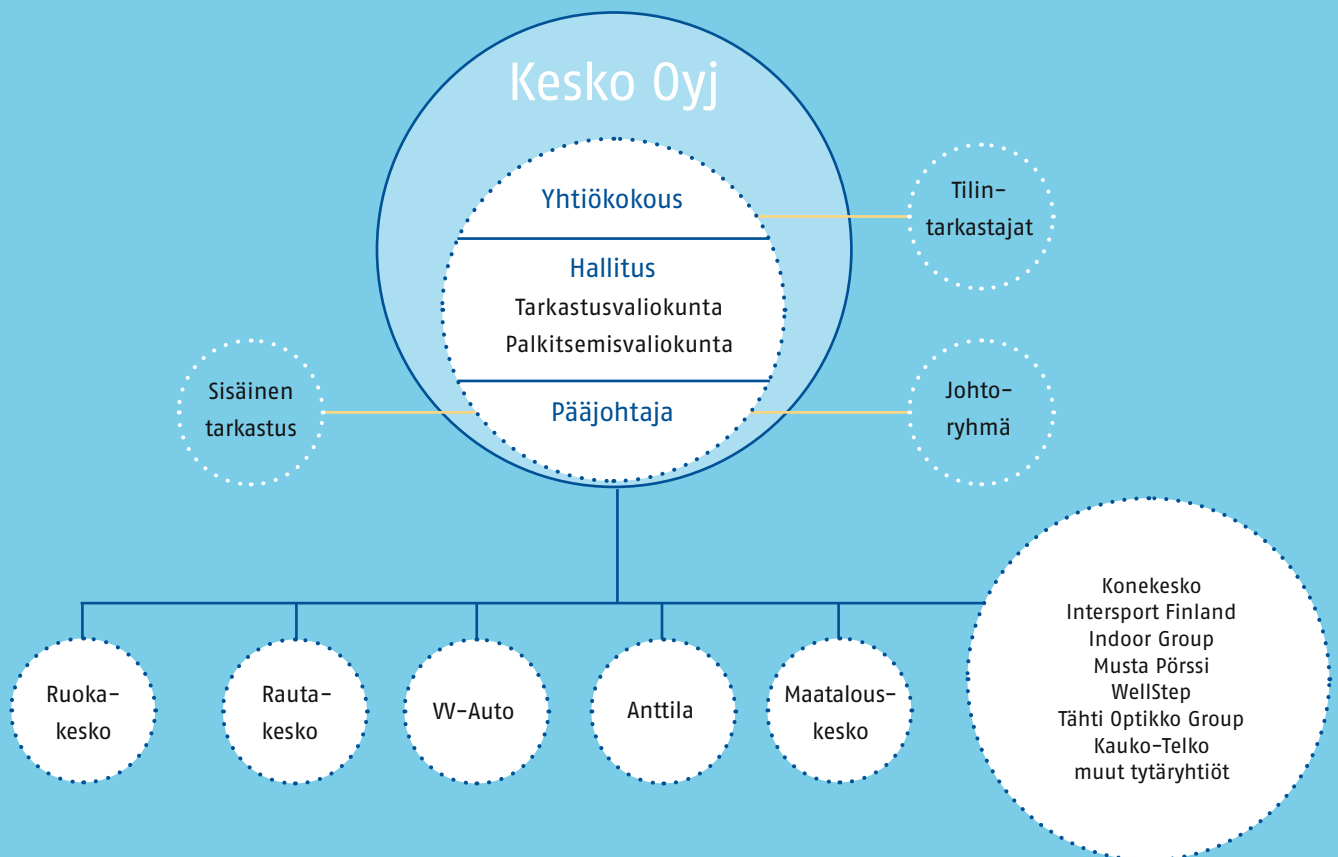 Kesko Oyj
Yhtiökokous
Hallitus
Tarkastusvaliokunta
Palkitsemisvaliokunta
Pääjohtaja
Tilin-
tarkastajat
Sisäinen
tarkastus
Johto-
ryhmä
Ruoka-
kesko
Rauta-
kesko
VV-Auto
Anttila
Maatalous-
kesko
Konekesko
Intersport Finland
Indoor Group
Musta Pörssi
WellStep
Tähti Optikko Group
Kauko-Telko
muut tytäryhtiöt